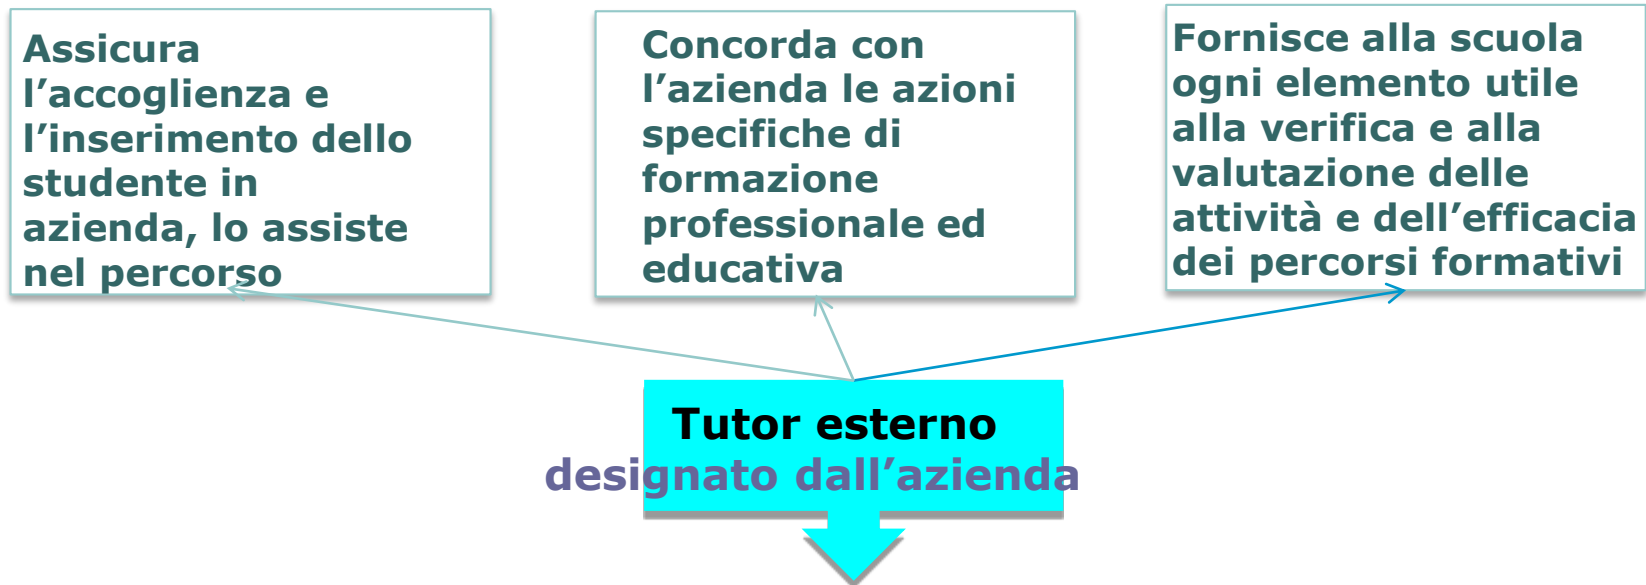 Assicura
l’accoglienza e
l’inserimento dello
studente in
azienda, lo assiste
nel percorso
Concorda con
l’azienda le azioni
specifiche di
formazione
professionale ed
educativa
Fornisce alla scuola
ogni elemento utile
alla verifica e alla
valutazione delle
attività e dell’efficacia
dei percorsi formativi
Tutor esterno
designato dall’azienda